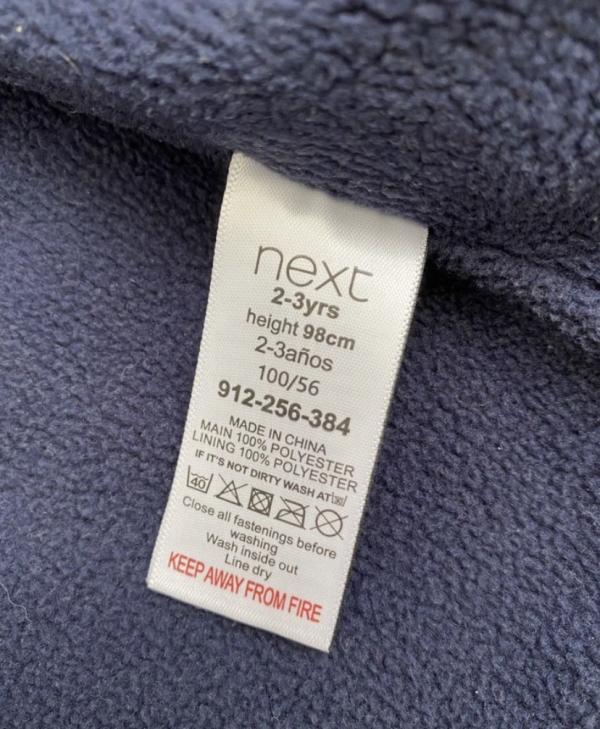 next
2-3yrs
height 98cm
2-3años
100/56
912-256-384
MADE IN CHINA
MAIN 100% POLYESTER
LINING 100% POLYESTER
IF IT'S NOT DIRTY WASH AT
40
Close all fastenings before
washing
Wash inside out
Line dry
KEEP AWAY FROM FIRE